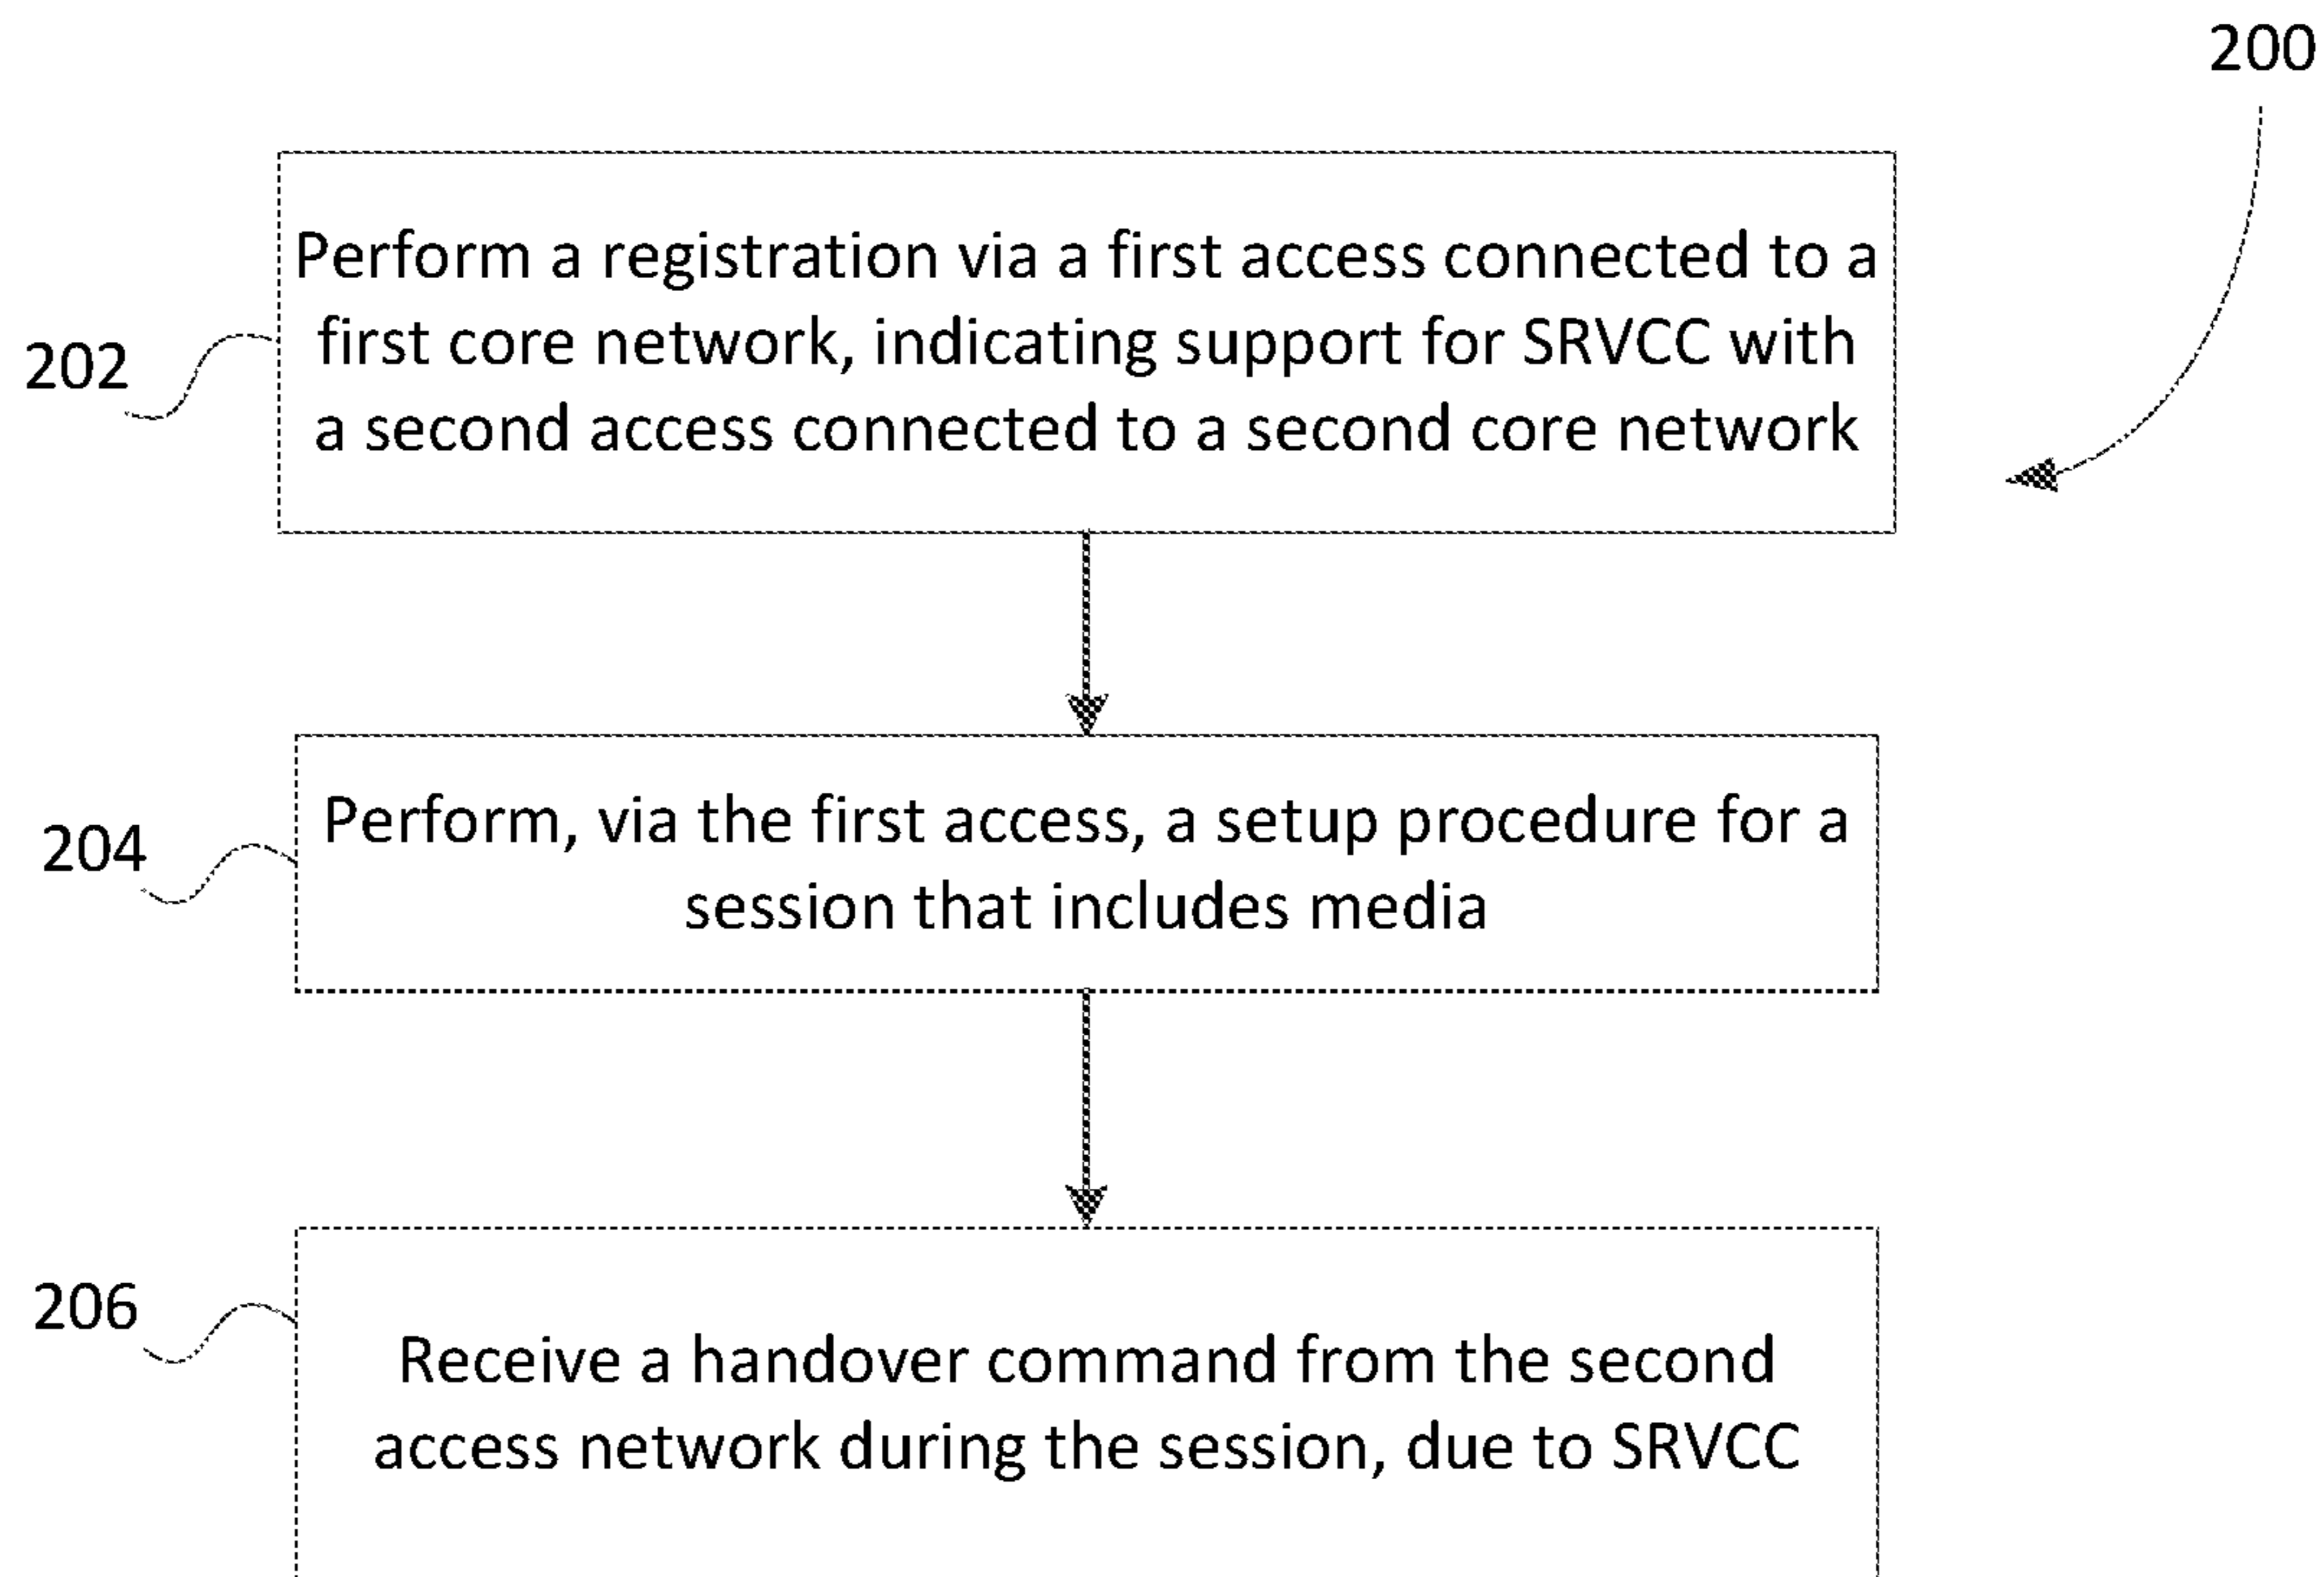 200
Perform a registration via a first access connected to a
first core network, indicating support for SRVCC with
a second access connected to a second core network
202
Perform, via the first access, a setup procedure for a
session that includes media
204
Receive a handover command from the second
access network during the session, due to SRVCC
206